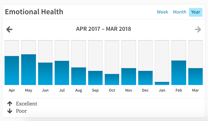 Emotional Health
Week Month Year
← APR 2017 – MAR 2018 →
Apr May Jun Jul Aug Sep Oct Nov Dec Jan Feb Mar
↑ Excellent
↓ Poor